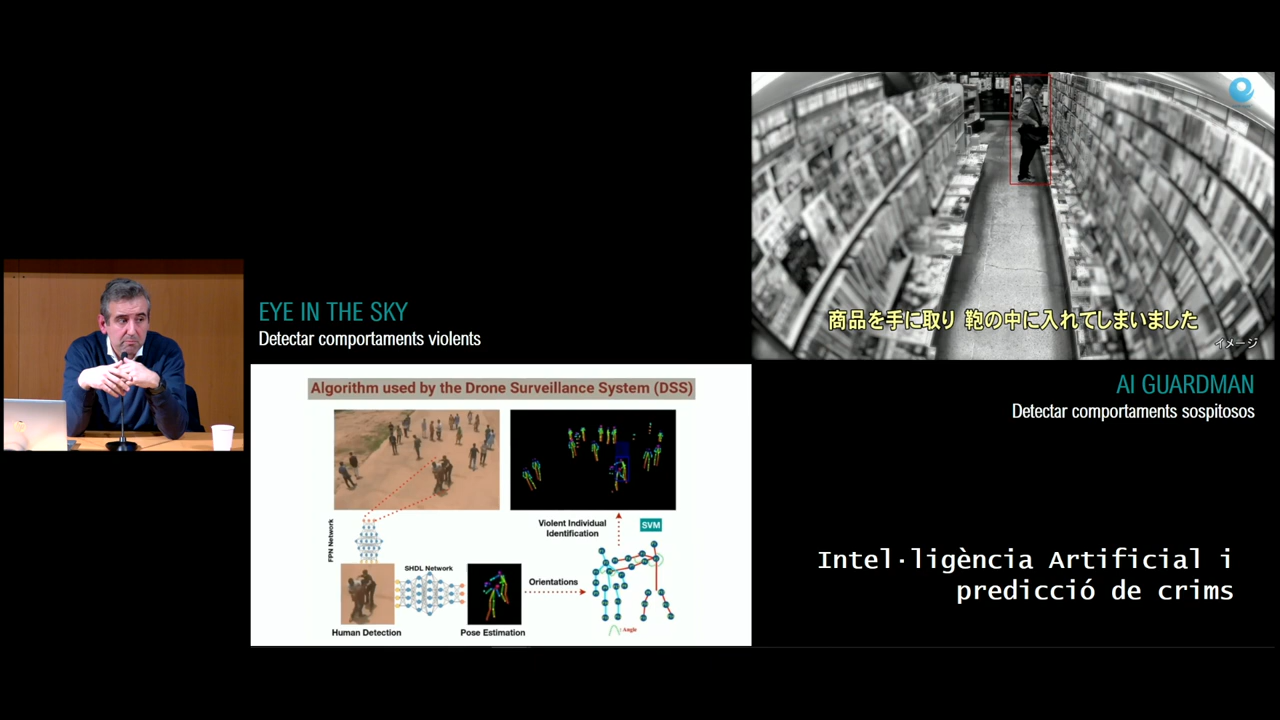 EYE IN THE SKY
Detectar comportaments violents
Algorithm used by the Drone Surveillance System (DSS)
FPN Network
SHDL Network
Human Detection
Pose Estimation
Orientations
Violent Individual
Identification
SVM
Angle
商品を手に取り 鞄の中に入れてしまいました
イメージ
AI GUARDMAN
Detectar comportaments sospitosos
Intel·ligència Artificial i
predicció de crims